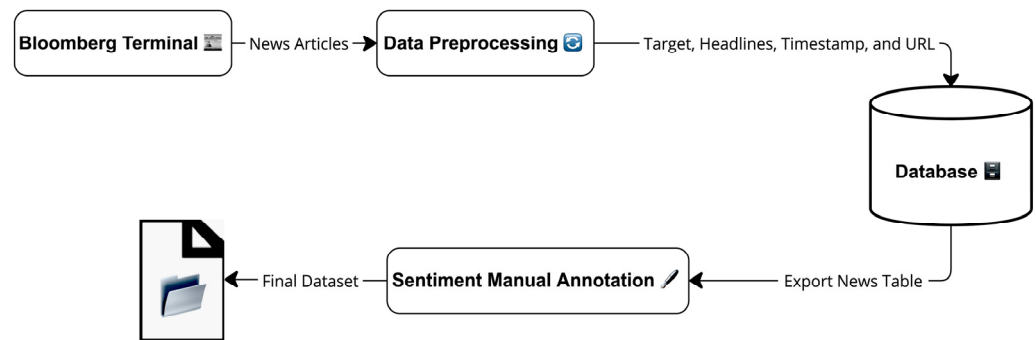 Bloomberg Terminal
News Articles
Data Preprocessing
Target, Headlines, Timestamp, and URL
Database
Export News Table
Sentiment Manual Annotation
Final Dataset